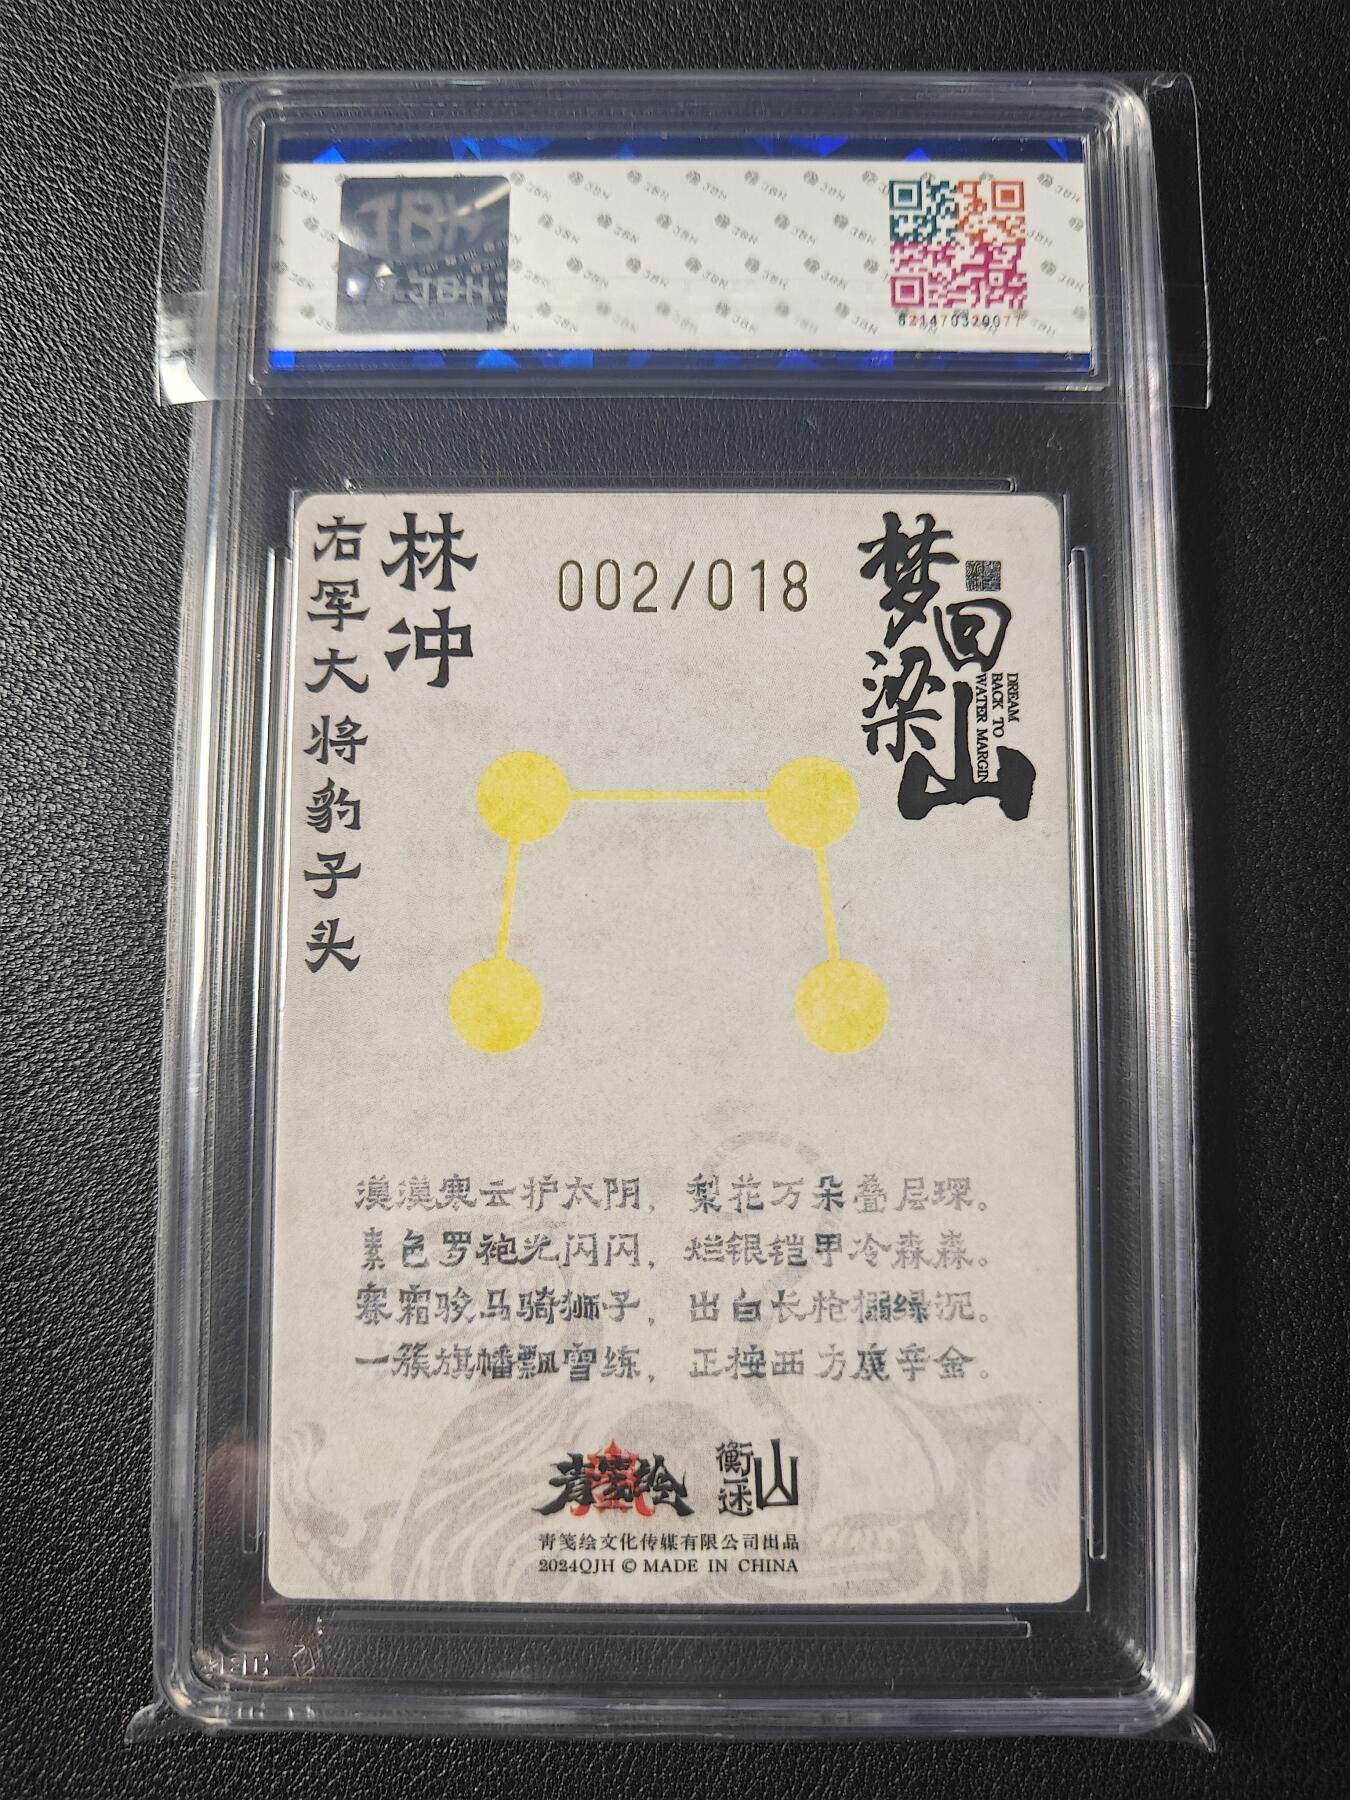 JBH
JBH
621470320077
林冲
右军大将豹子头
002/018
梦回梁山
DREAM
BACK TO
WATER MARGIN
漠漠寒云护太阴，梨花万朵叠层琛。
素色罗袍光闪闪，烂银铠甲冷森森。
赛霜骏马骑狮子，出白长枪搦绿沉。
一簇旗幡飘雪练，正按西方庚辛金。
青笺绘
衡山
迷
青笺绘文化传媒有限公司出品
2024QJH © MADE IN CHINA